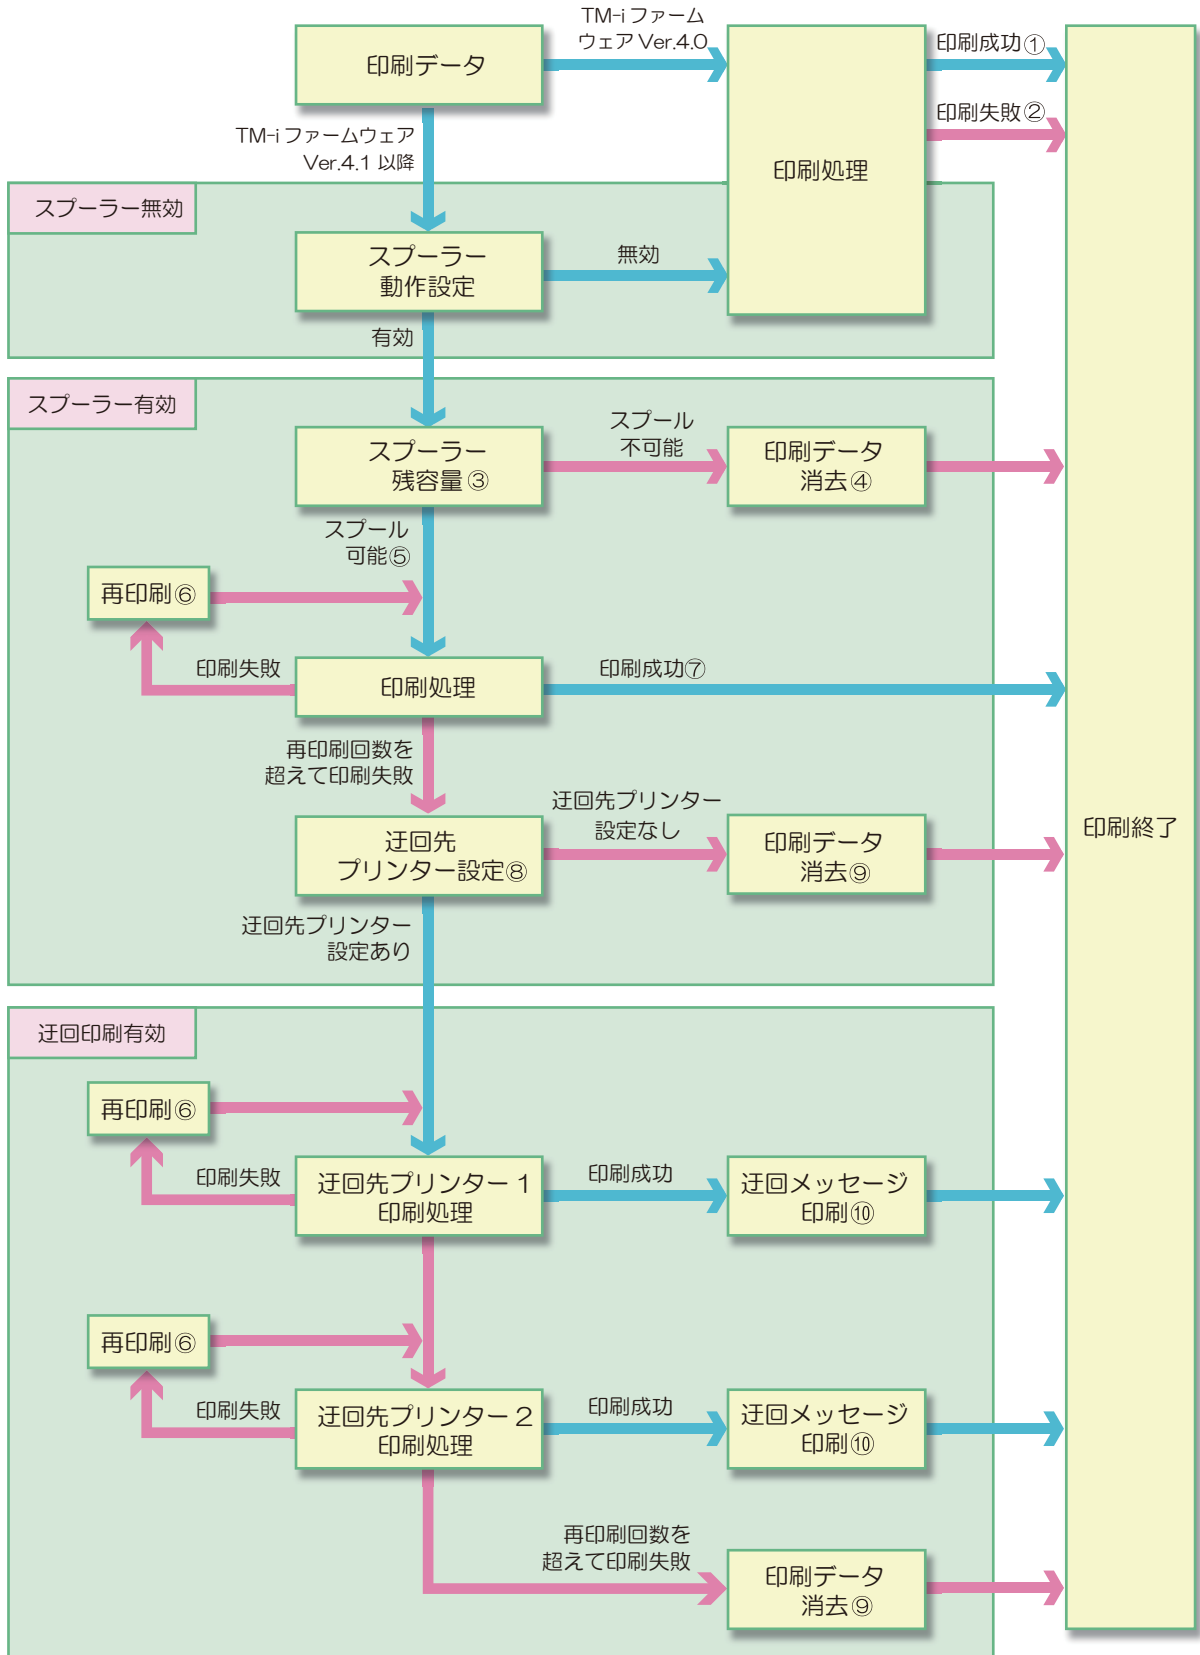 TM-i ファーム
ウェア Ver.4.0
印刷データ
印刷成功①
印刷失敗②
TM-i ファームウェア
Ver.4.1 以降
印刷処理
スプーラー無効
スプーラー
動作設定
無効
有効
スプーラー有効
スプーラー
残容量③
スプール
不可能
印刷データ
消去④
スプール
可能⑤
再印刷⑥
印刷失敗
印刷処理
印刷成功⑦
再印刷回数を
超えて印刷失敗
迂回先
プリンター設定⑧
迂回先プリンター
設定なし
印刷データ
消去⑨
印刷終了
迂回先プリンター
設定あり
迂回印刷有効
再印刷⑥
印刷失敗
迂回先プリンター 1
印刷処理
印刷成功
迂回メッセージ
印刷⑩
再印刷⑥
印刷失敗
迂回先プリンター 2
印刷処理
印刷成功
迂回メッセージ
印刷⑩
再印刷回数を
超えて印刷失敗
印刷データ
消去⑨